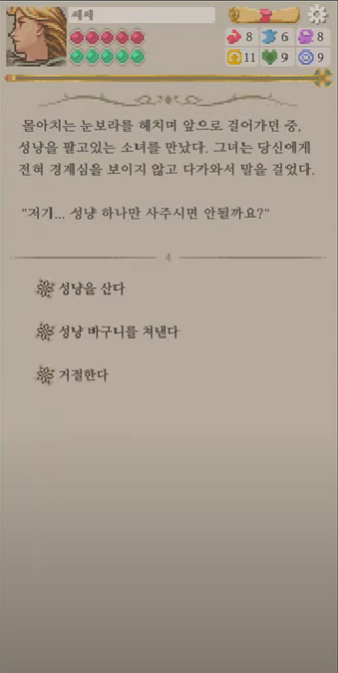 쎄쎄
8 6 8
11 9 9
몰아치는 눈보라를 헤치며 앞으로 걸어가던 중,
성냥을 팔고있는 소녀를 만났다. 그녀는 당신에게
전혀 경계심을 보이지 않고 다가와서 말을 걸었다.
"저기... 성냥 하나만 사주시면 안될까요?"
4
성냥을 산다
성냥 바구니를 쳐낸다
거절한다